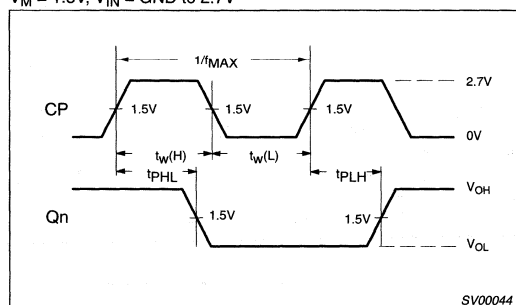 V_M = 1.5V, V_IN = GND to 2.7V
1/f_MAX
2.7V
CP
1.5V
1.5V
1.5V
0V
t_w(H)
t_w(L)
t_PHL
t_PLH
V_OH
Qn
1.5V
1.5V
V_OL
SV00044